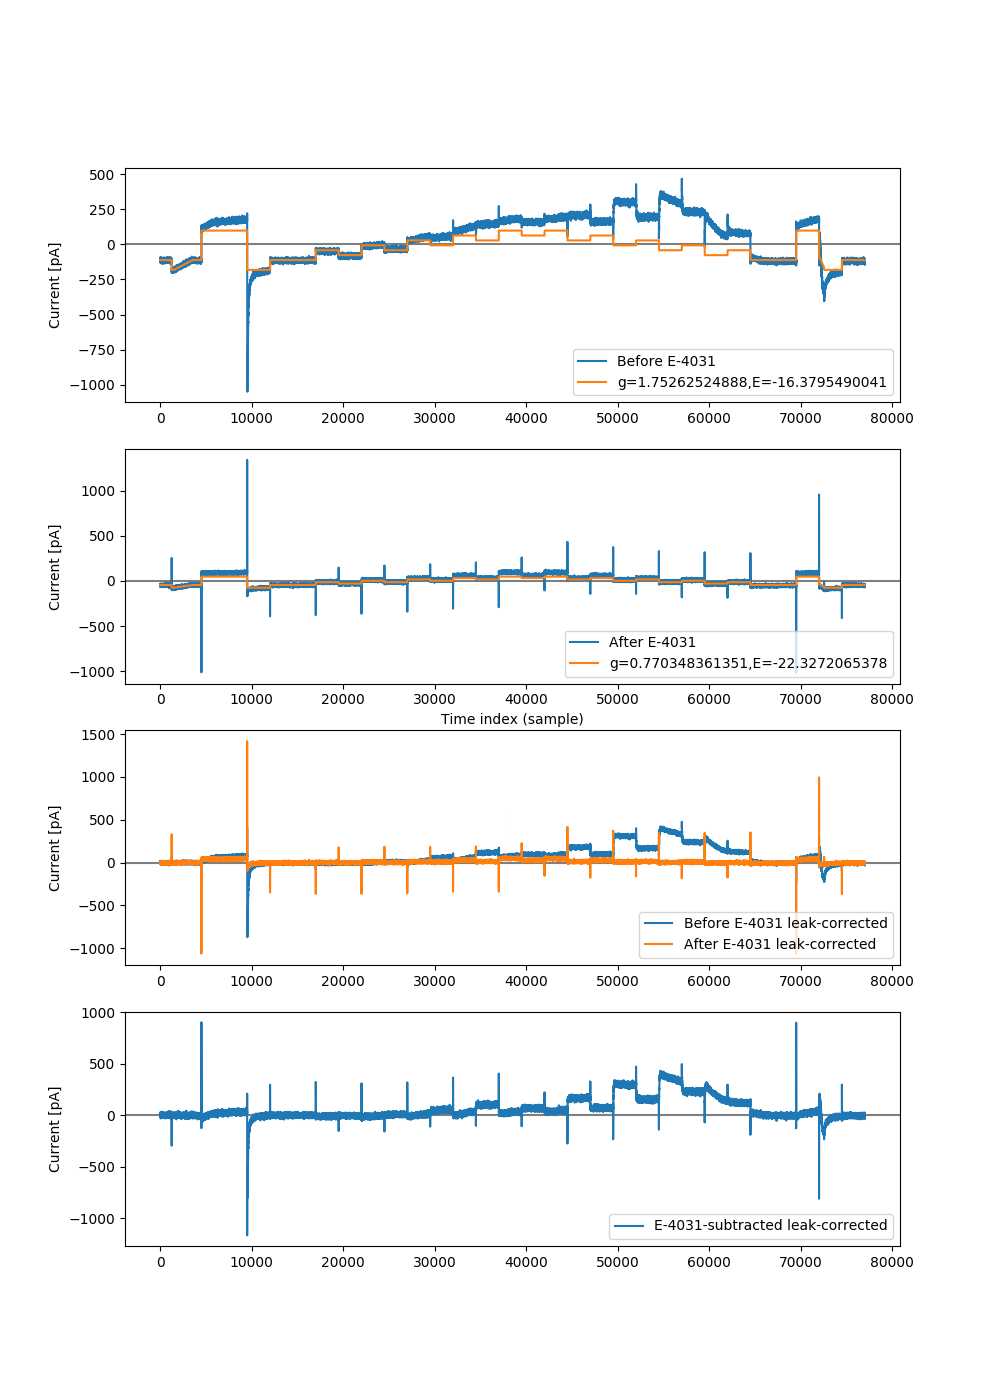 500
250
0
−250
−500
−750
−1000
Current [pA]
Before E-4031
g=1.75262524888,E=-16.3795490041
0 10000 20000 30000 40000 50000 60000 70000 80000
1000
500
0
−500
−1000
Current [pA]
After E-4031
g=0.770348361351,E=-22.3272065378
0 10000 20000 30000 40000 50000 60000 70000 80000
Time index (sample)
1500
1000
500
0
−500
−1000
Current [pA]
Before E-4031 leak-corrected
After E-4031 leak-corrected
0 10000 20000 30000 40000 50000 60000 70000 80000
1000
500
0
−500
−1000
Current [pA]
E-4031-subtracted leak-corrected
0 10000 20000 30000 40000 50000 60000 70000 80000